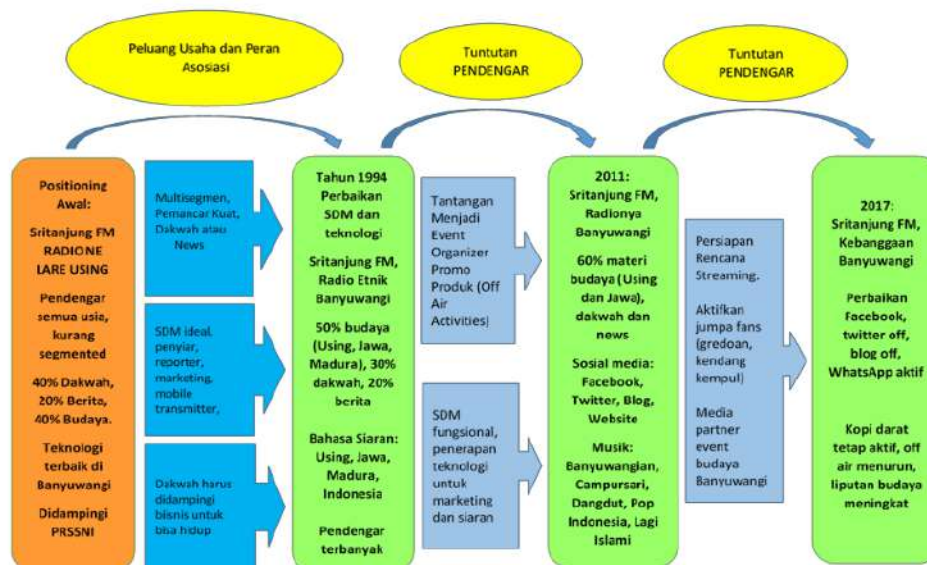 Peluang Usaha dan Peran
Asosiasi
Tuntutan
PENDENGAR
Tuntutan
PENDENGAR
Positioning
Awal:
Sritanjung FM
RADIONE
LARE USING
Pendengar
semua usia,
kurang
segmented
40% Dakwah,
20% Berita,
40% Budaya.
Teknologi
terbaik di
Banyuwangi
Didampingi
PRSSNI
Multisegmen,
Pemancar Kuat,
Dakwah atau
News
SDM ideal,
penyiar,
reporter,
marketing,
mobile
transmitter,
Dakwah harus
didampingi
bisnis untuk
bisa hidup
Tahun 1994
Perbaikan
SDM dan
teknologi
Sritanjung FM,
Radio Etnik
Banyuwangi
50% budaya
(Using, Jawa,
Madura), 30%
dakwah, 20%
berita
Bahasa Siaran:
Using, Jawa,
Madura,
Indonesia
Pendengar
terbanyak
Tantangan
Menjadi
Event
Organizer
Promo
Produk (Off
Air
Activities)
SDM
fungsional,
penerapan
teknologi
untuk
marketing
dan siaran
2011:
Sritanjung FM,
Radionya
Banyuwangi
60% materi
budaya (Using
dan Jawa),
dakwah dan
news
Sosial media:
Facebook,
Twitter, Blog,
Website
Musik:
Banyuwangian,
Campursari,
Dangdut, Pop
Indonesia, Lagi
Islami
Persiapan
Rencana
Streaming.
Aktifkan
jumpa fans
(gredoan,
kendang
kempul)
Media
partner
event
budaya
Banyuwangi
2017:
Sritanjung FM,
Kebanggaan
Banyuwangi
Perbaikan
Facebook,
twitter off,
blog off,
WhatsApp aktif
Kopi darat
tetap aktif, off
air menurun,
liputan budaya
meningkat